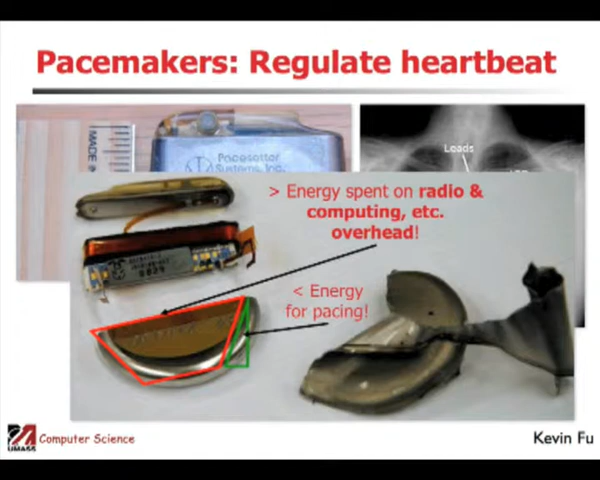 Pacemakers: Regulate heartbeat
MADE
Pacesetter
Systems, Inc.
Leads
> Energy spent on radio &
computing, etc.
overhead!
< Energy
for pacing!
UMASS
Computer Science
Kevin Fu